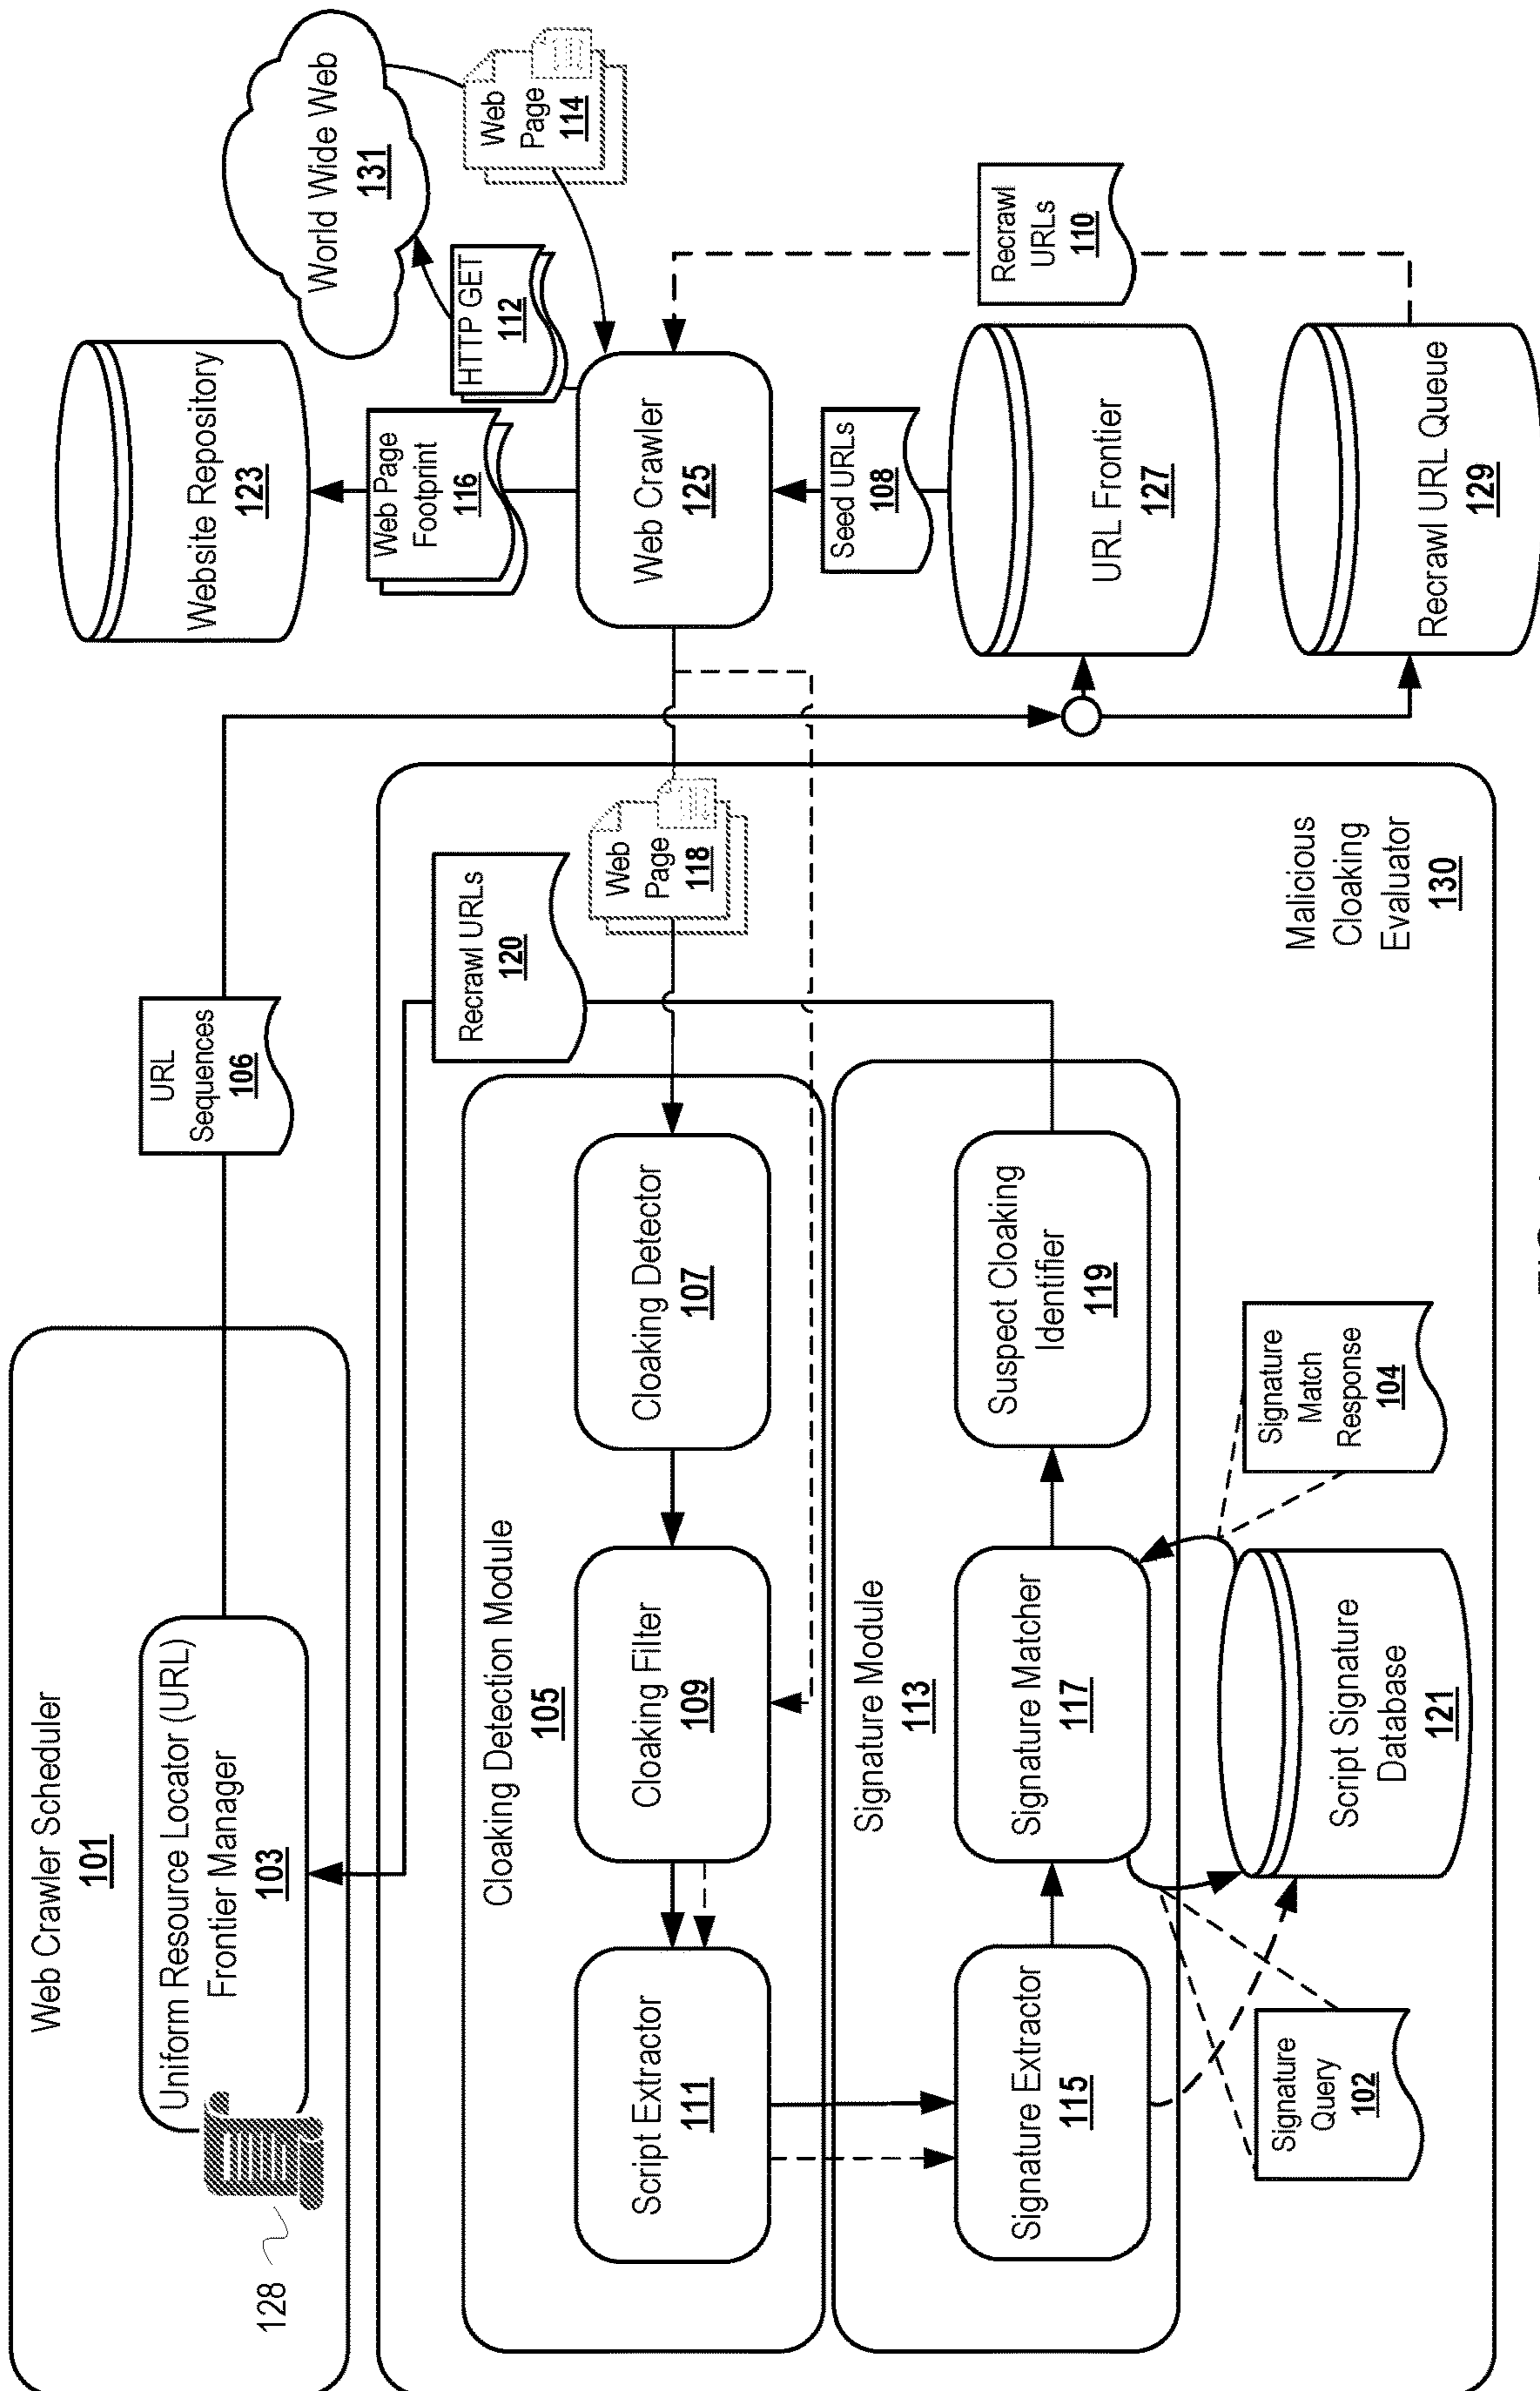 Web Crawler Scheduler
101
Uniform Resource Locator (URL)
Frontier Manager
103
128
URL
Sequences
106
Website Repository
123
World Wide Web
131
Web Page
Footprint
116
HTTP GET
112
Web
Page
114
Web Crawler
125
Seed URLs
108
Recrawl
URLs
110
URL Frontier
127
Recrawl URL Queue
129
Recrawl URLs
120
Web
Page
118
Cloaking Detection Module
105
Script Extractor
111
Cloaking Filter
109
Cloaking Detector
107
Signature Module
113
Signature Extractor
115
Signature Matcher
117
Suspect Cloaking
Identifier
119
Signature
Query
102
Script Signature
Database
121
Signature
Match
Response
104
Malicious
Cloaking
Evaluator
130